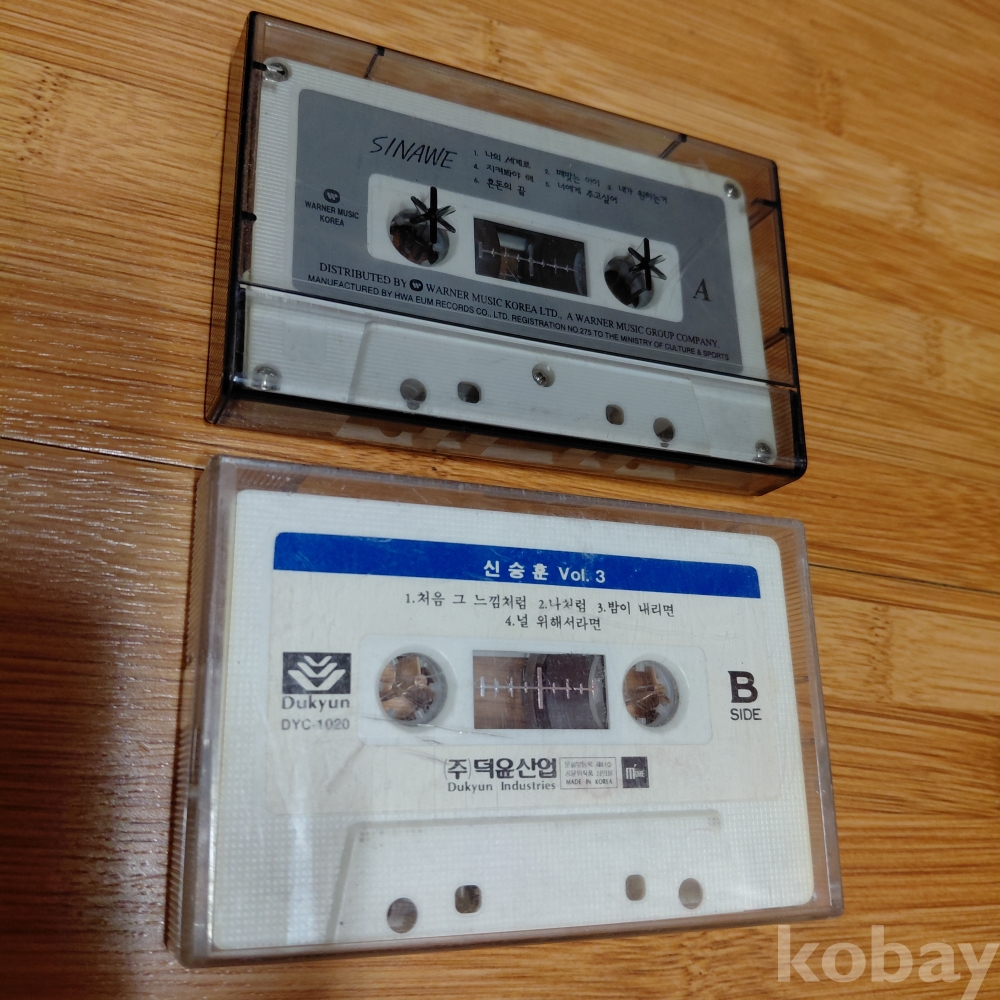 SINAWE
1. 나의 세계로 2. 매맞는 아이 3. 내가 원하는거
4. 지켜봐야 해 5. 너에게 주고싶어
6. 혼돈의 끝
WARNER MUSIC
KOREA
A
DISTRIBUTED BY WARNER MUSIC KOREA LTD., A WARNER MUSIC GROUP COMPANY.
MANUFACTURED BY HWA EUM RECORDS CO., LTD. REGISTRATION NO.275 TO THE MINISTRY OF CULTURE & SPORTS
신승훈 Vol. 3
1.처음 그 느낌처럼 2.나처럼 3.밤이 내리면
4.널 위해서라면
Dukyun
DYC-1020
B
SIDE
(주)덕윤산업
Dukyun Industries
MADE IN KOREA
kobay